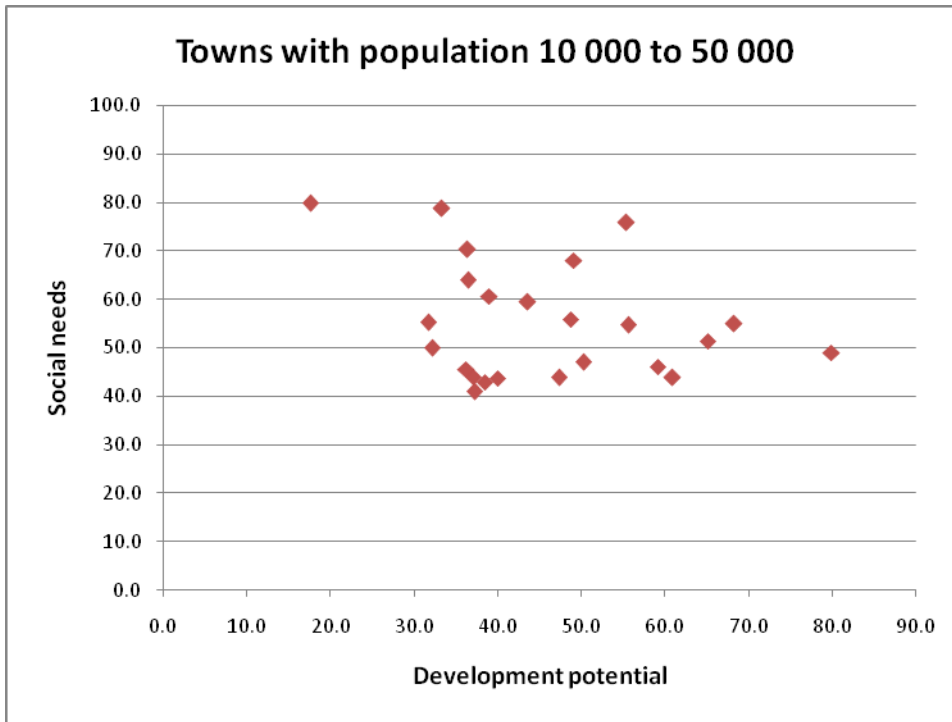 Towns with population 10 000 to 50 000
100.0
90.0
80.0
70.0
60.0
50.0
40.0
30.0
20.0
10.0
0.0
Social needs
0.0 10.0 20.0 30.0 40.0 50.0 60.0 70.0 80.0 90.0
Development potential